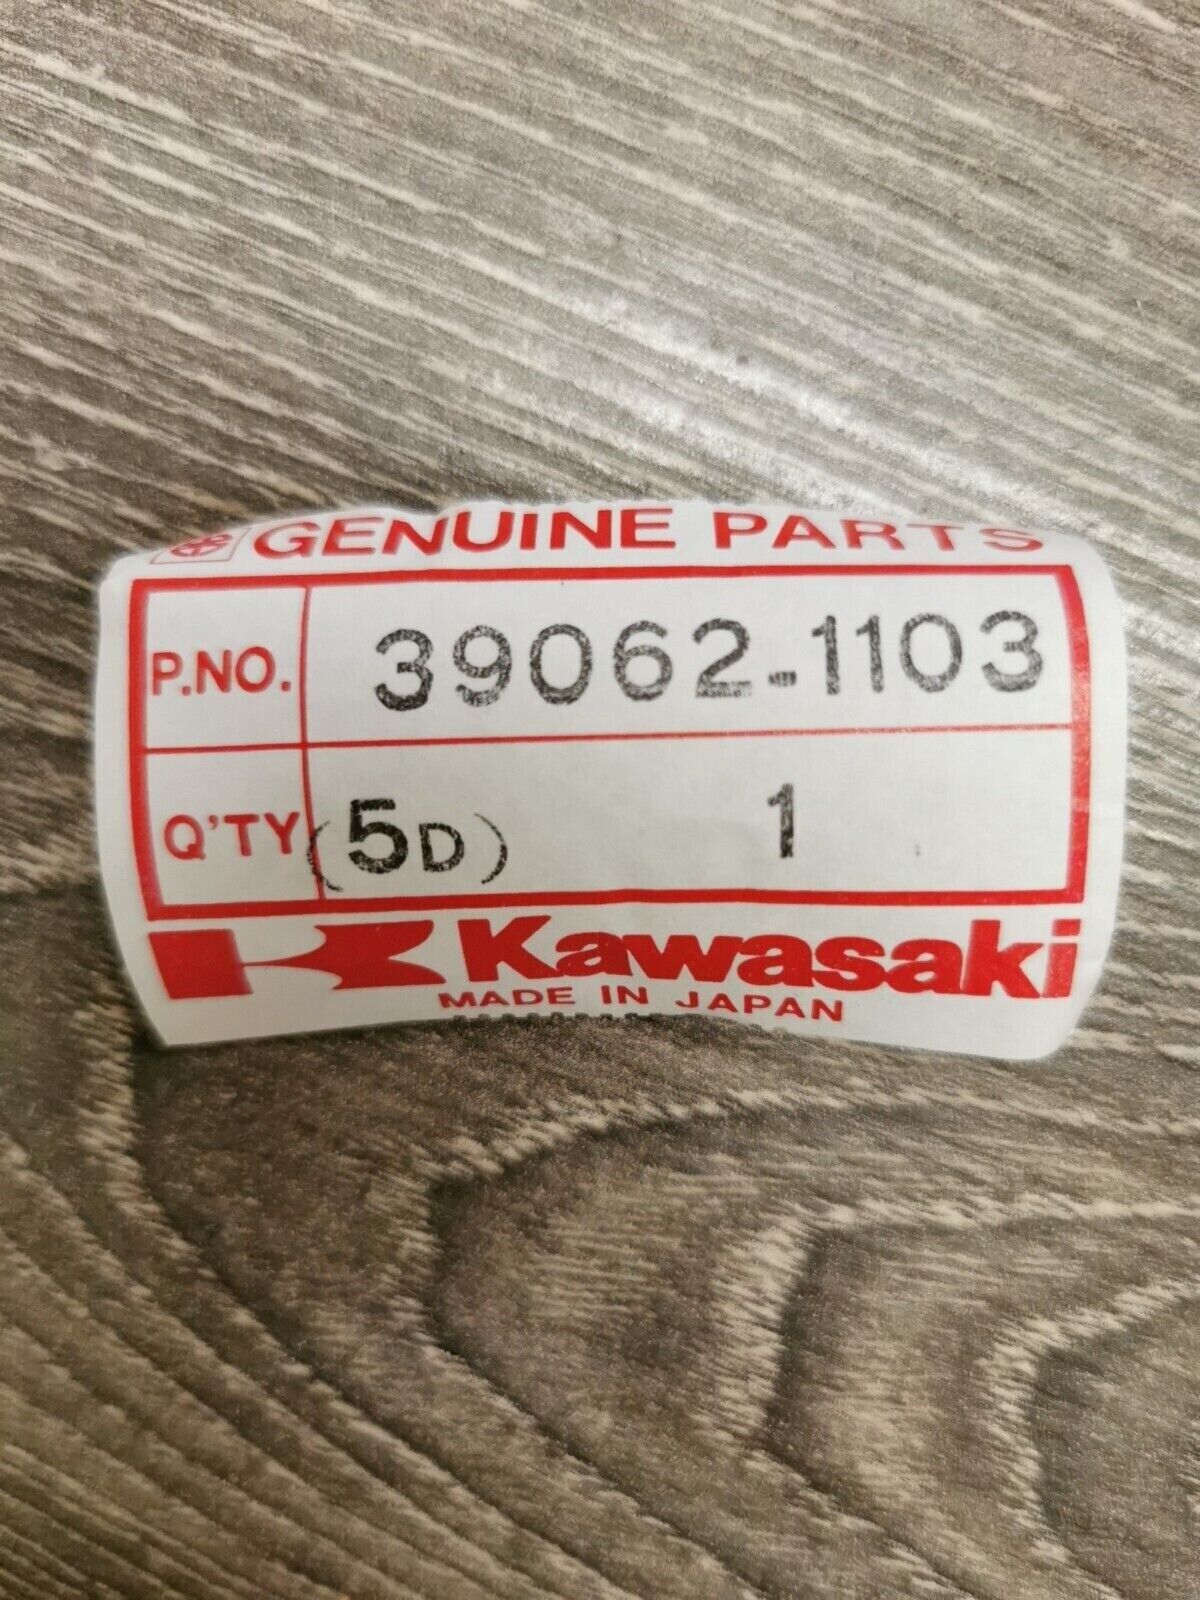 GENUINE PARTS
P.NO. 39062-1103
Q'TY (5D) 1
Kawasaki
MADE IN JAPAN